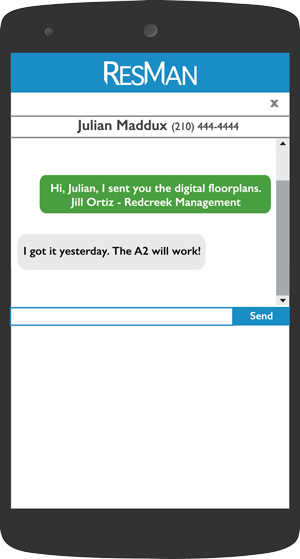 RESMAN
x
Julian Maddux (210) 444-4444
Hi, Julian, I sent you the digital floorplans.
Jill Ortiz - Redcreek Management
I got it yesterday. The A2 will work!
Send